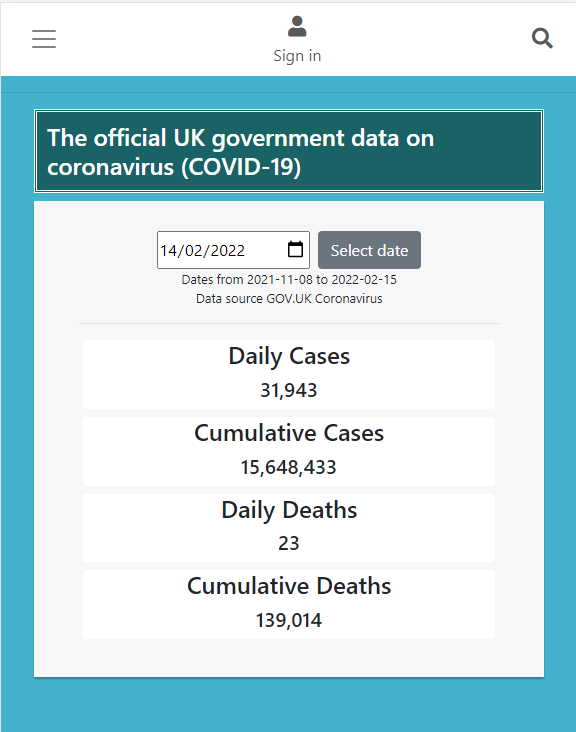 Sign in
The official UK government data on
coronavirus (COVID-19)
14/02/2022
Select date
Dates from 2021-11-08 to 2022-02-15
Data source GOV.UK Coronavirus
Daily Cases
31,943
Cumulative Cases
15,648,433
Daily Deaths
23
Cumulative Deaths
139,014